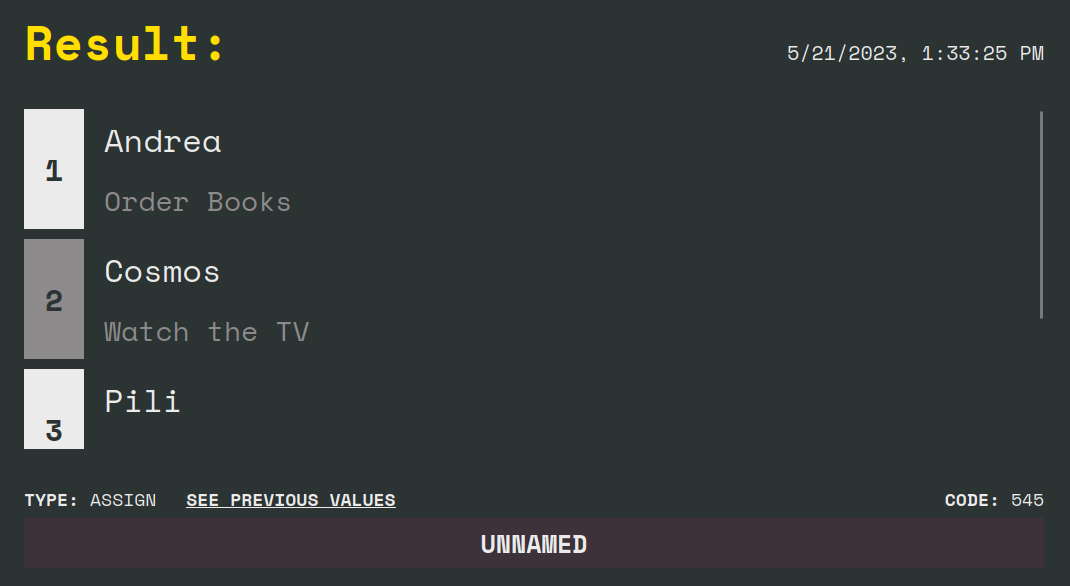 Result:
5/21/2023, 1:33:25 PM
1
Andrea
Order Books
2
Cosmos
Watch the TV
3
Pili
TYPE: ASSIGN SEE PREVIOUS VALUES CODE: 545
UNNAMED